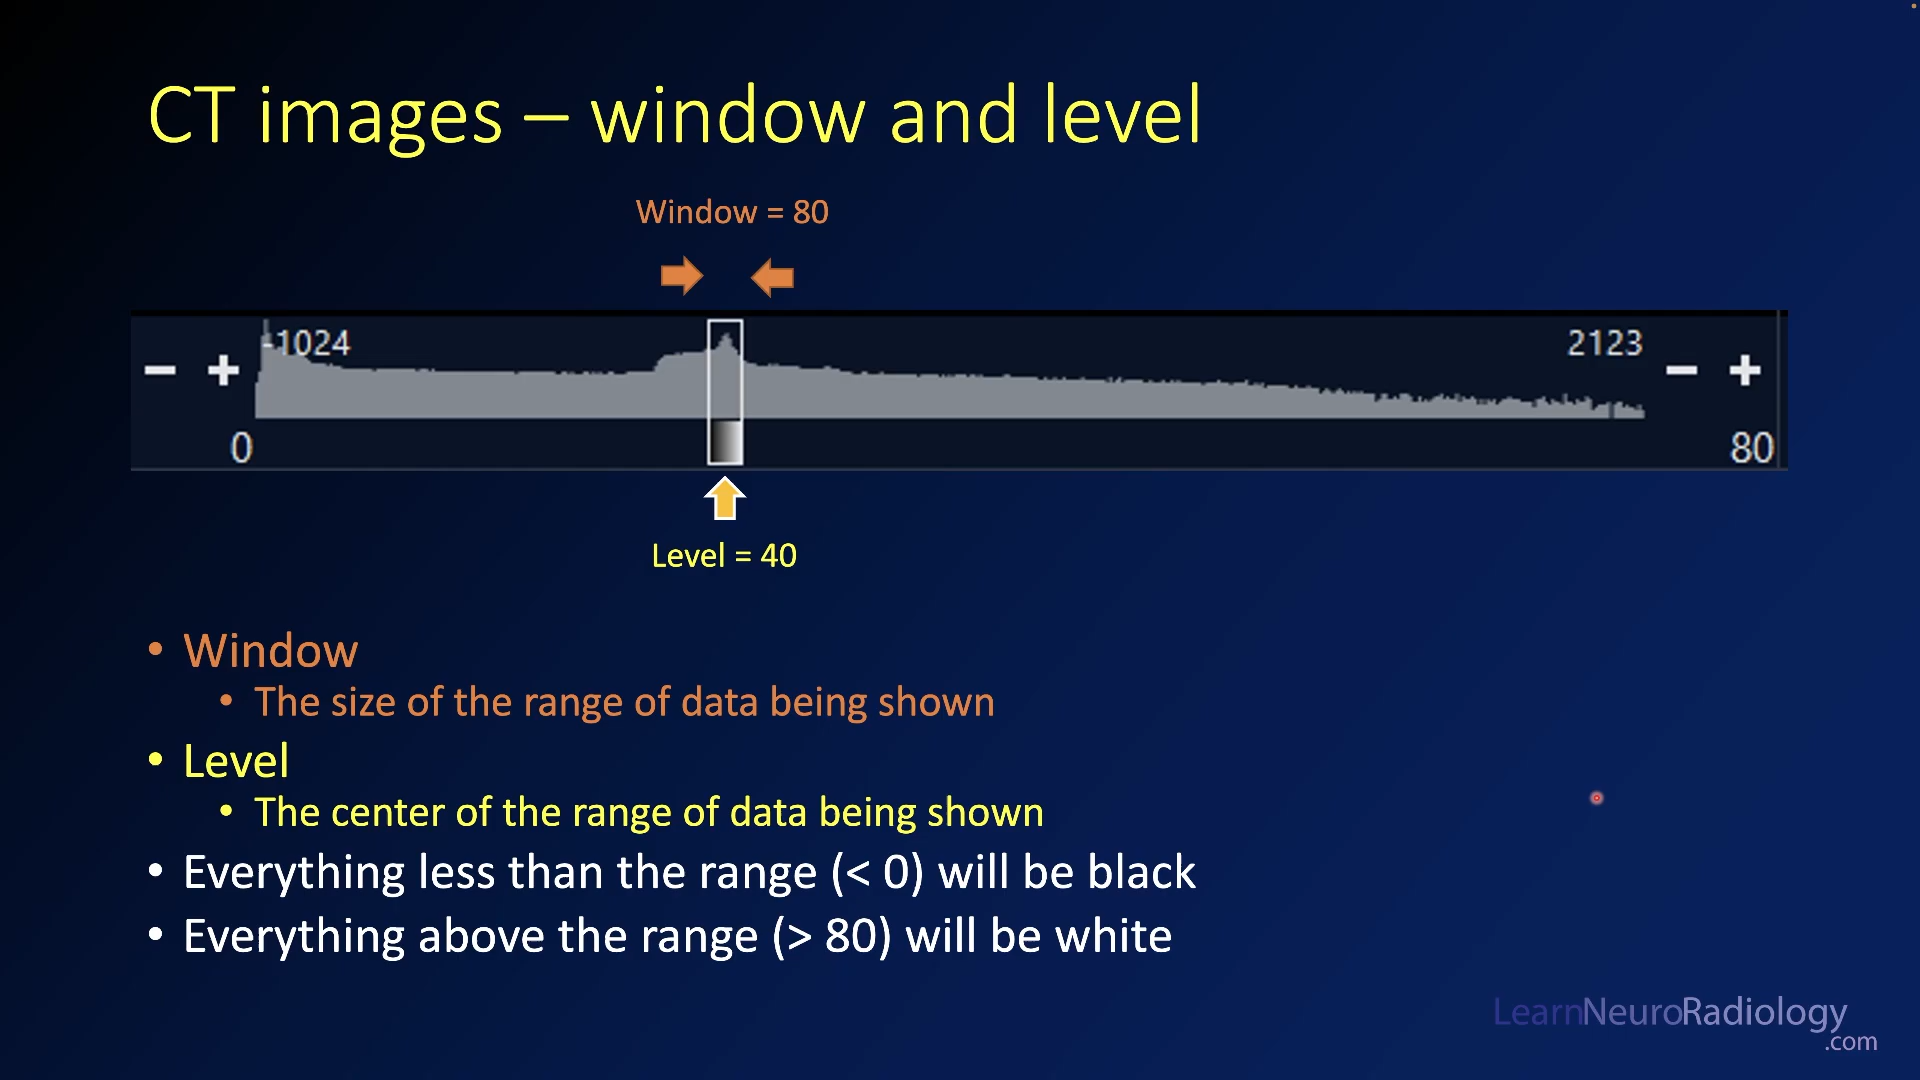 CT images – window and level
Window = 80
-1024
2123
0
80
Level = 40
• Window
• The size of the range of data being shown
• Level
• The center of the range of data being shown
• Everything less than the range (< 0) will be black
• Everything above the range (> 80) will be white
LearnNeuroRadiology
.com